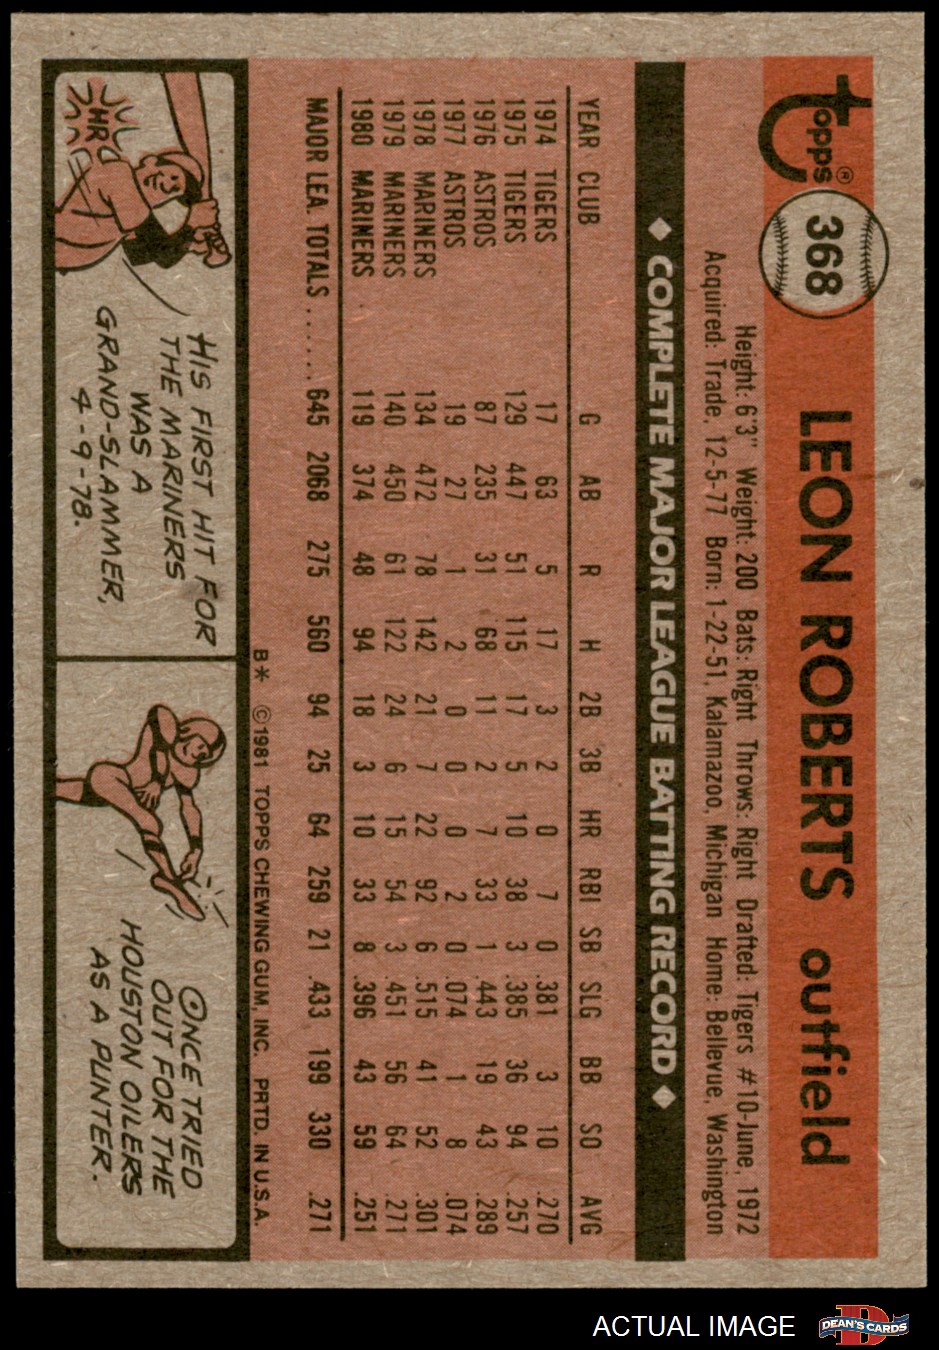 topps®
368
LEON ROBERTS outfield
Height: 6'3" Weight: 200 Bats: Right Throws: Right Drafted: Tigers #10-June, 1972
Acquired: Trade, 12-5-77 Born: 1-22-51, Kalamazoo, Michigan Home: Bellevue, Washington
◆ COMPLETE MAJOR LEAGUE BATTING RECORD ◆
YEAR CLUB G AB R H 2B 3B HR RBI SB SLG BB SO AVG
1974 TIGERS 17 63 5 17 3 2 0 7 0 .381 3 10 .270
1975 TIGERS 129 447 51 115 17 5 10 38 3 .385 36 94 .257
1976 ASTROS 87 235 31 68 11 2 7 33 1 .443 19 43 .289
1977 ASTROS 19 27 1 2 0 0 0 2 0 .074 1 8 .074
1978 MARINERS 134 472 78 142 21 7 22 92 6 .515 41 52 .301
1979 MARINERS 140 450 61 122 24 6 15 54 3 .451 56 64 .271
1980 MARINERS 119 374 48 94 18 3 10 33 8 .396 43 59 .251
MAJOR LEA. TOTALS ...... 645 2068 275 560 94 25 64 259 21 .433 199 330 .271
B* ©1981 TOPPS CHEWING GUM, INC. PRTD. IN U.S.A.
HR
HIS FIRST HIT FOR
THE MARINERS
WAS A
GRAND-SLAMMER,
4-9-78.
ONCE TRIED
OUT FOR THE
HOUSTON OILERS
AS A PUNTER.
ACTUAL IMAGE
D
DEAN'S CARDS